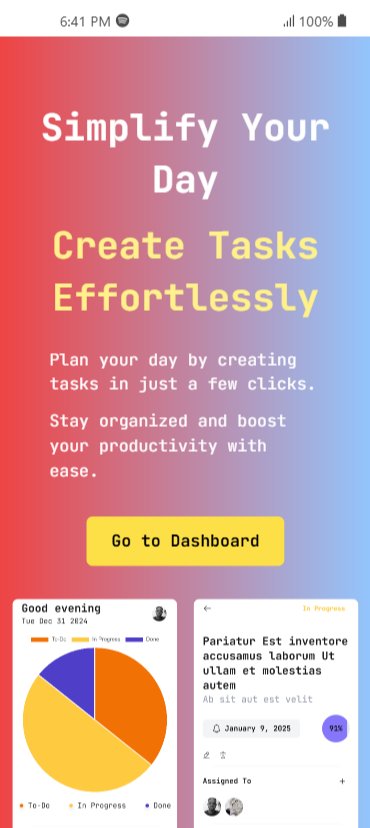 6:41 PM 100%
Simplify Your
Day
Create Tasks
Effortlessly
Plan your day by creating
tasks in just a few clicks.
Stay organized and boost
your productivity with
ease.
Go to Dashboard
Good evening
Tue Dec 31 2024
To-Do In Progress Done
To-Do In Progress Done
In Progress
Pariatur Est inventore
accusamus laborum Ut
ullam et molestias
autem
Ab sit aut est velit
January 9, 2025 91%
Assigned To +